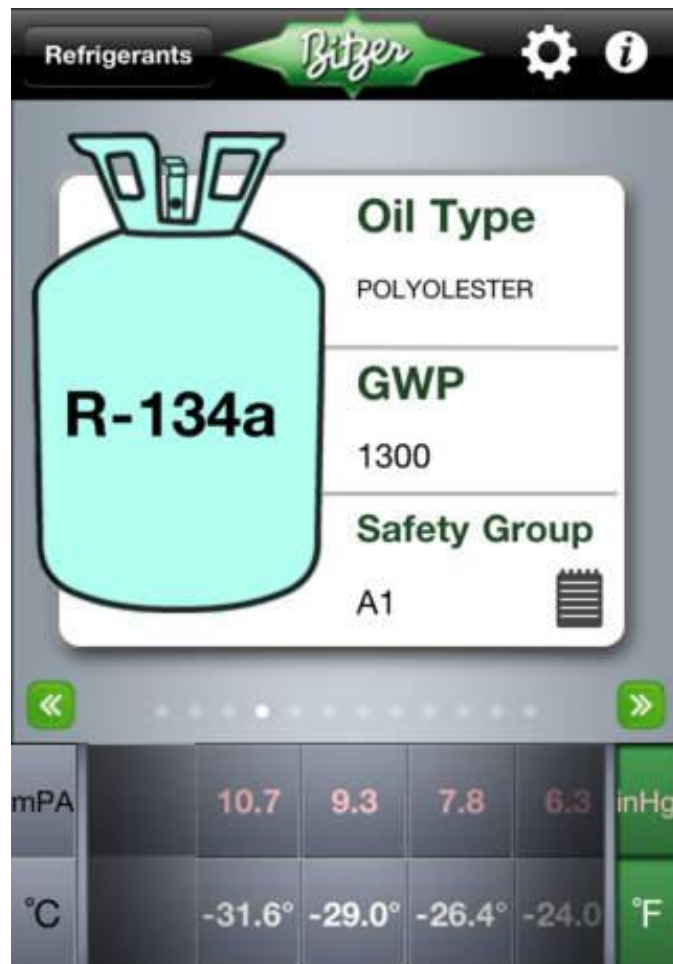 Refrigerants
Bitzer
i
Oil Type
POLYOLESTER
R-134a
GWP
1300
Safety Group
A1
mPA 10.7 9.3 7.8 6.3 inHg
°C -31.6° -29.0° -26.4° -24.0 °F